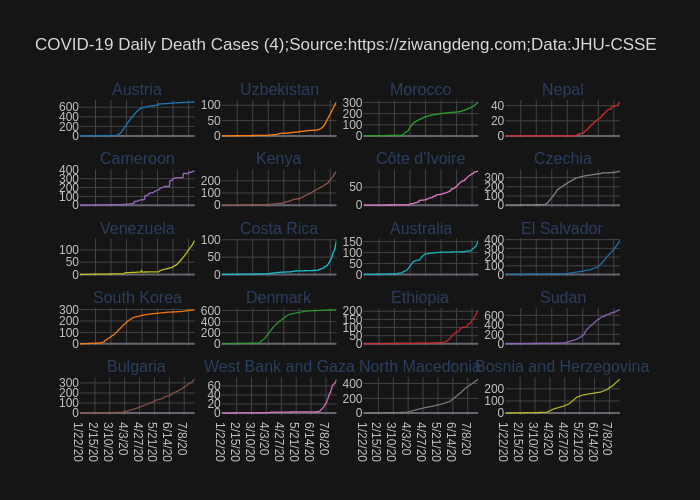 COVID-19 Daily Death Cases (4);Source:https://ziwangdeng.com;Data:JHU-CSSE
Austria Uzbekistan Morocco Nepal
600 400 200 0 100 50 0 300 200 100 0 40 20 0
Cameroon Kenya Côte d'Ivoire Czechia
400 300 200 100 0 200 100 0 50 0 300 200 100 0
Venezuela Costa Rica Australia El Salvador
100 50 0 100 50 0 150 100 50 0 400 300 200 100 0
South Korea Denmark Ethiopia Sudan
300 200 100 0 600 400 200 0 200 150 100 50 0 600 400 200 0
Bulgaria West Bank and Gaza North Macedonia Bosnia and Herzegovina
300 200 100 0 60 40 20 0 400 200 0 200 100 0
1/22/20 2/15/20 3/10/20 4/3/20 4/27/20 5/21/20 6/14/20 7/8/20 1/22/20 2/15/20 3/10/20 4/3/20 4/27/20 5/21/20 6/14/20 7/8/20 1/22/20 2/15/20 3/10/20 4/3/20 4/27/20 5/21/20 6/14/20 7/8/20 1/22/20 2/15/20 3/10/20 4/3/20 4/27/20 5/21/20 6/14/20 7/8/20